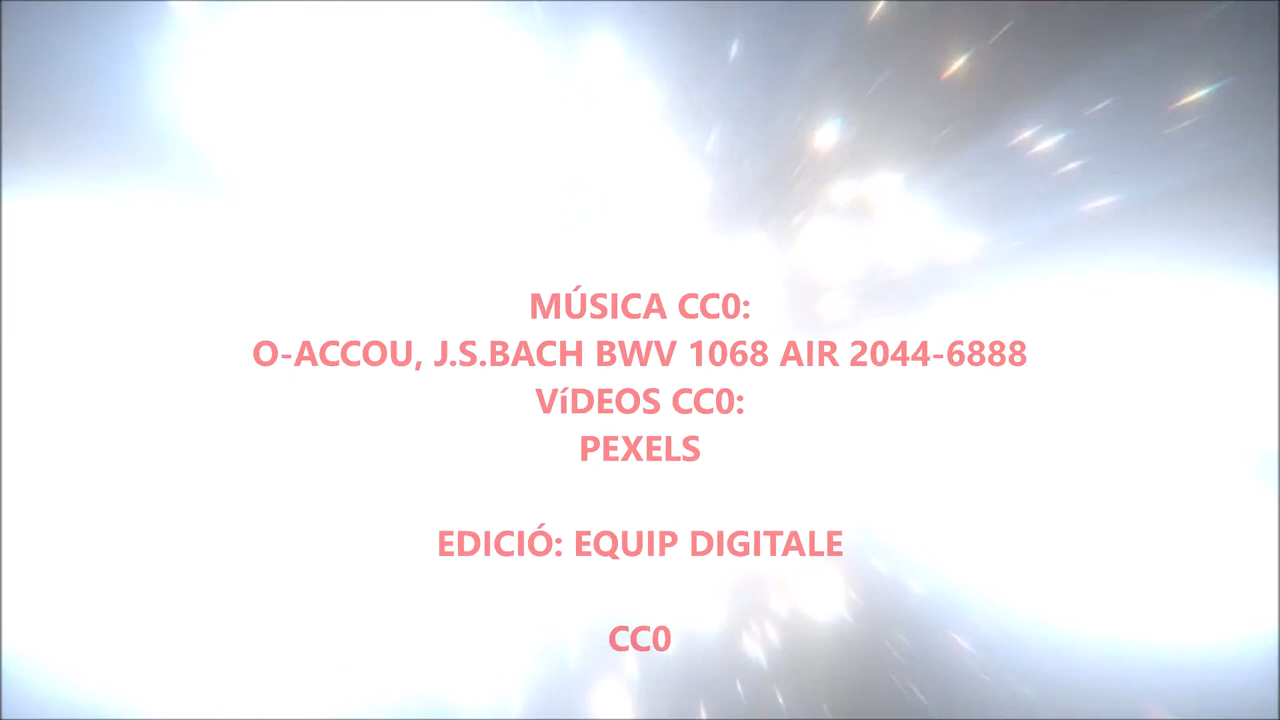 MÚSICA CC0:
O-ACCOU, J.S.BACH BWV 1068 AIR 2044-6888
VíDEOS CC0:
PEXELS
EDICIÓ: EQUIP DIGITALE
CC0